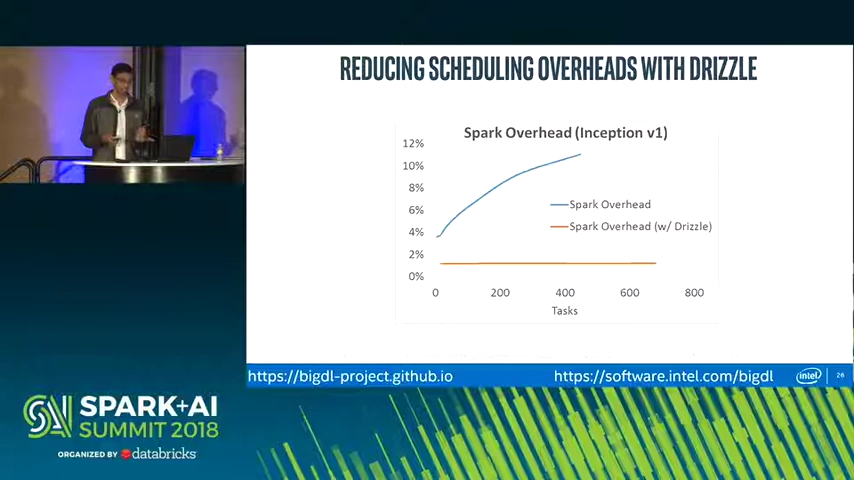 REDUCING SCHEDULING OVERHEADS WITH DRIZZLE
Spark Overhead (Inception v1)
12%
10%
8%
6%
4%
2%
0%
Spark Overhead
Spark Overhead (w/ Drizzle)
0 200 400 600 800
Tasks
https://bigdl-project.github.io https://software.intel.com/bigdl intel 26
SPARK+AI
SUMMIT 2018
ORGANIZED BY databricks